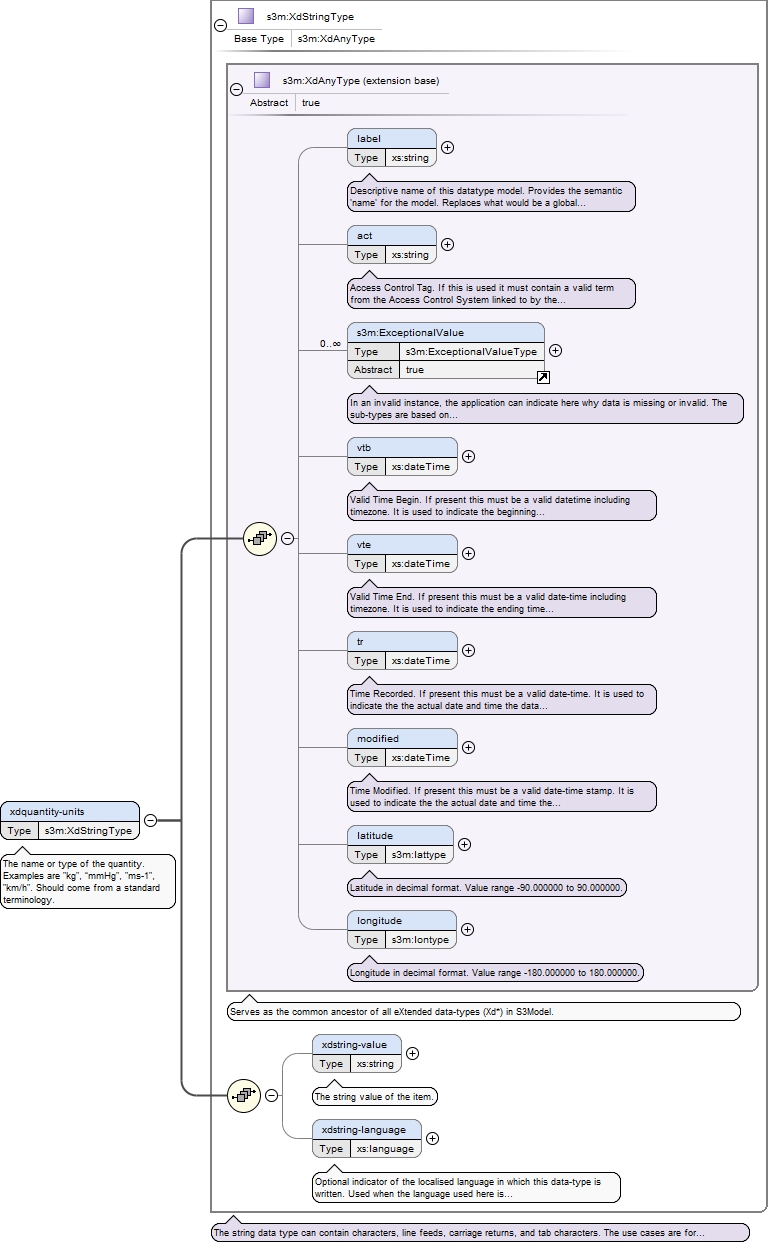 s3m:XdStringType
Base Type s3m:XdAnyType
s3m:XdAnyType (extension base)
Abstract true
label
Type xs:string
Descriptive name of this datatype model. Provides the semantic
'name' for the model. Replaces what would be a global...
act
Type xs:string
Access Control Tag. If this is used it must contain a valid term
from the Access Control System linked to by the...
0..∞
s3m:ExceptionalValue
Type s3m:ExceptionalValueType
Abstract true
In an invalid instance, the application can indicate here why data is missing or invalid. The
sub-types are based on...
vtb
Type xs:dateTime
Valid Time Begin. If present this must be a valid datetime including
timezone. It is used to indicate the beginning...
vte
Type xs:dateTime
Valid Time End. If present this must be a valid date-time including
timezone. It is used to indicate the ending time...
tr
Type xs:dateTime
Time Recorded. If present this must be a valid date-time. It is used to
indicate the the actual date and time the data...
modified
Type xs:dateTime
Time Modified. If present this must be a valid date-time stamp. It is
used to indicate the the actual date and time the...
xdquantity-units
Type s3m:XdStringType
The name or type of the quantity.
Examples are "kg", “mmHg", "ms-1",
"km/h". Should come from a standard
terminology.
latitude
Type s3m:lattype
Latitude in decimal format. Value range -90.000000 to 90.000000.
longitude
Type s3m:lontype
Longitude in decimal format. Value range -180.000000 to 180.000000.
Serves as the common ancestor of all eXtended data-types (Xd*) in S3Model.
xdstring-value
Type xs:string
The string value of the item.
xdstring-language
Type xs:language
Optional indicator of the localised language in which this data-type is
written. Used when the language used here is...
The string data type can contain characters, line feeds, carriage returns, and tab characters. The use cases are for...